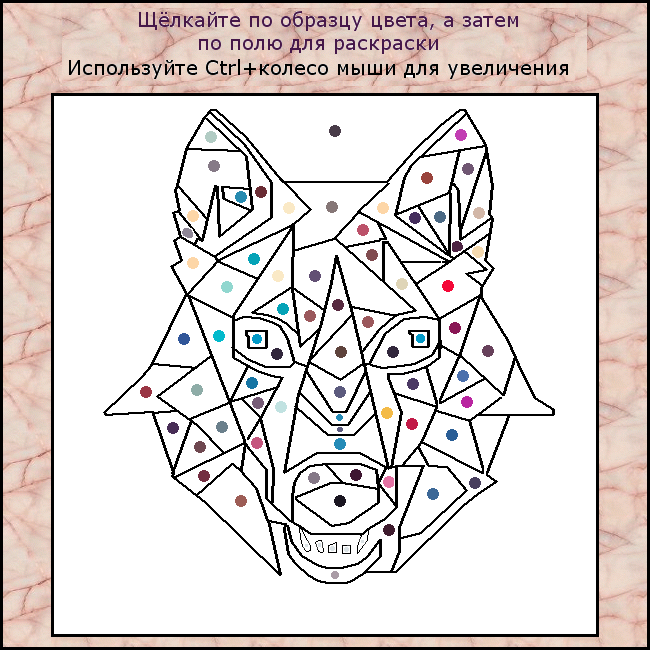 Щёлкайте по образцу цвета, а затем
по полю для раскраски
Используйте Ctrl+колесо мыши для увеличения